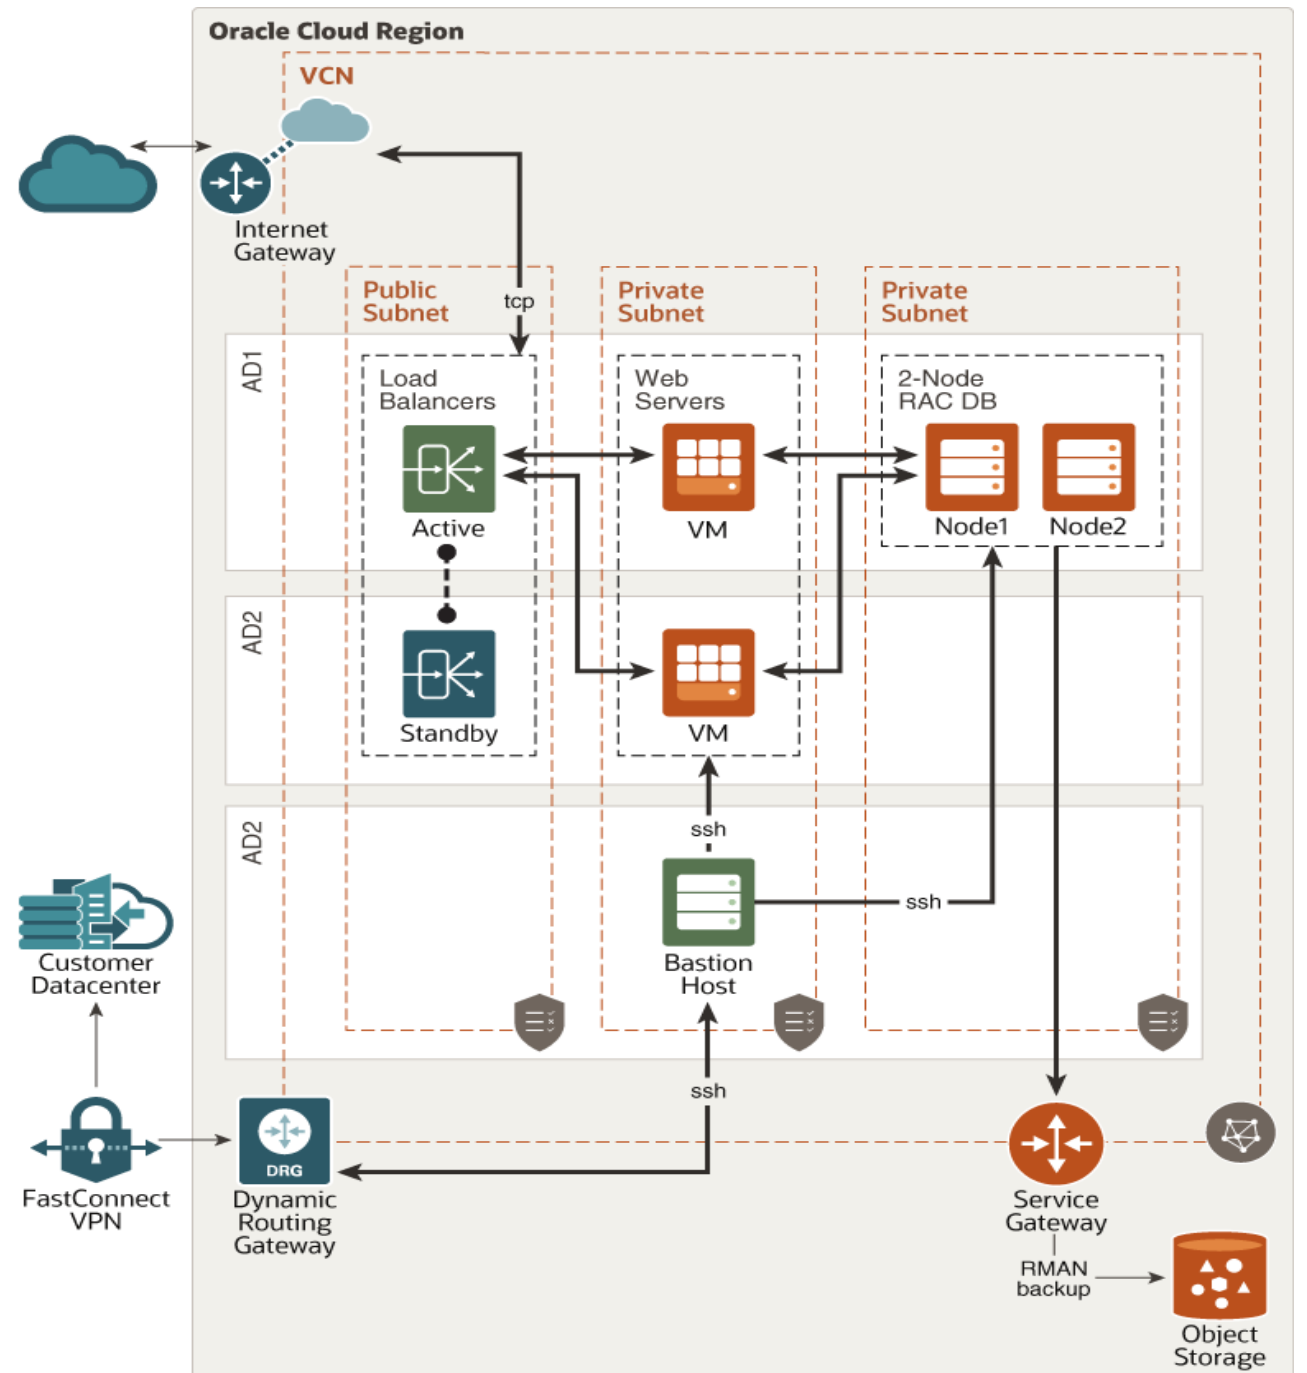 Oracle Cloud Region
VCN
Internet
Gateway
Public
Subnet
tcp
Private
Subnet
Private
Subnet
AD1
Load
Balancers
Web
Servers
2-Node
RAC DB
Active
VM
Node1
Node2
AD2
Standby
VM
AD2
ssh
ssh
Bastion
Host
Customer
Datacenter
ssh
FastConnect
VPN
DRG
Dynamic
Routing
Gateway
Service
Gateway
RMAN
backup
Object
Storage